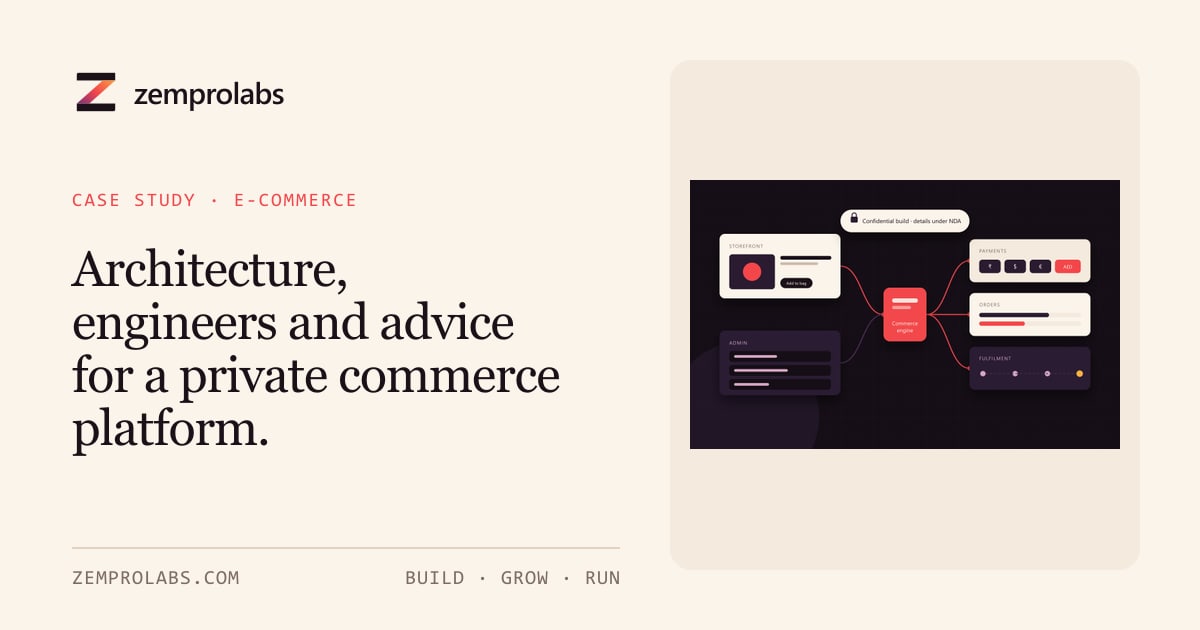 zemprolabs
CASE STUDY · E-COMMERCE
Architecture,
engineers and advice
for a private commerce
platform.
ZEMPROLABS.COM
BUILD · GROW · RUN
Confidential build · details under NDA
STOREFRONT
Add to bag
ADMIN
Commerce
engine
PAYMENTS
₹ $ € AED
ORDERS
FULFILMENT